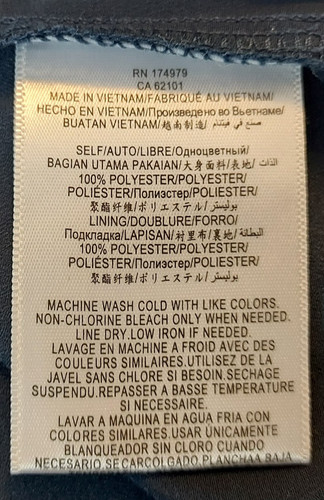 RN 174979
CA 62101
MADE IN VIETNAM/FABRIQUÉ AU VIETNAM/
HECHO EN VIETNAM/Произведено во Вьетнаме/
BUATAN VIETNAM/越南制造/ صنع في فيتنام
SELF/AUTO/LIBRE/Одноцветный/
BAGIAN UTAMA PAKAIAN/大身面料/表地/ الذات
100% POLYESTER/POLYESTER/
POLIÉSTER/Полиэстер/POLIESTER/
聚酯纤维/ポリエステル/ بوليستر
LINING/DOUBLURE/FORRO/
Подкладка/LAPISAN/衬里布/裏地/ البطانة
100% POLYESTER/POLYESTER/
POLIÉSTER/Полиэстер/POLIESTER/
聚酯纤维/ポリエステル/ بوليستر
MACHINE WASH COLD WITH LIKE COLORS.
NON-CHLORINE BLEACH ONLY WHEN NEEDED.
LINE DRY.LOW IRON IF NEEDED.
LAVAGE EN MACHINE A FROID AVEC DES
COULEURS SIMILAIRES.UTILISEZ DE LA
JAVEL SANS CHLORE SI BESOIN.SECHAGE
SUSPENDU.REPASSER A BASSE TEMPERATURE
SI NECESSAIRE.
LAVAR A MAQUINA EN AGUA FRIA CON
COLORES SIMILARES.USAR ÚNICAMENTE
BLANQUEADOR SIN CLORO CUANDO
NECESARIO SECARCOLGADO PLANCHAA BAJA